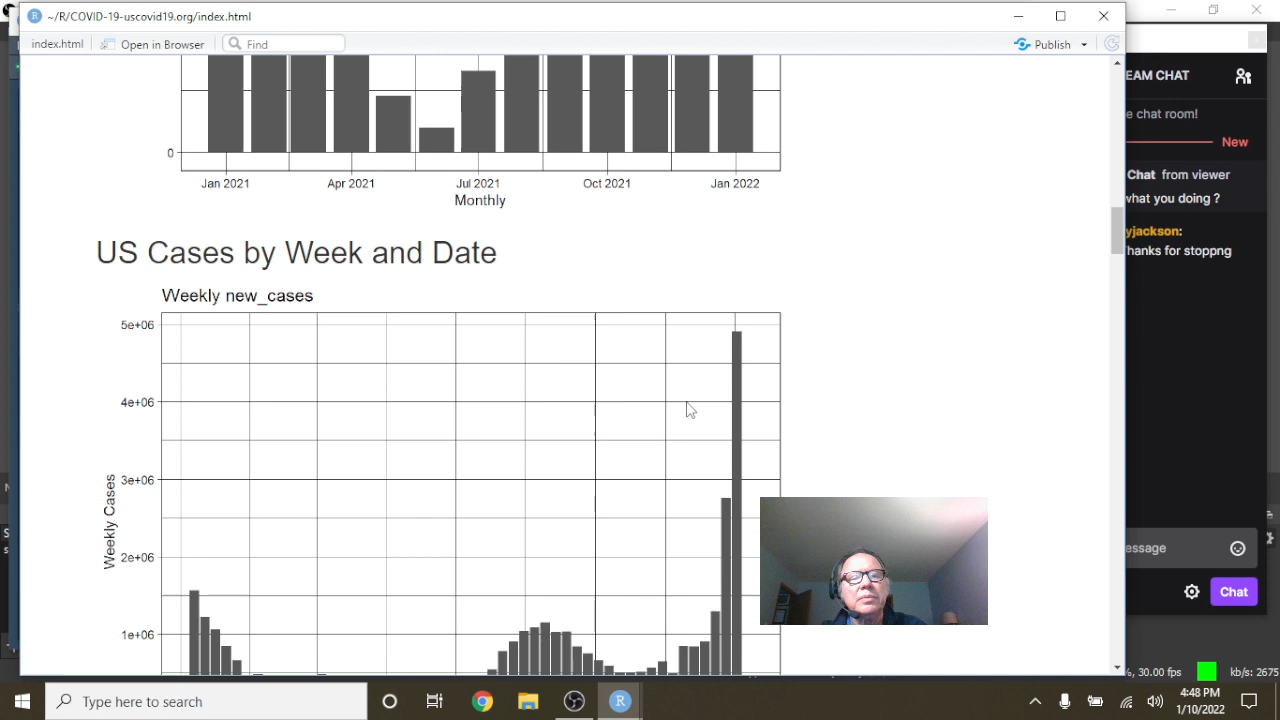 ~/R/COVID-19-uscovid19.org/index.html
index.html
Open in Browser
Find
Publish
0
Jan 2021
Apr 2021
Jul 2021
Oct 2021
Jan 2022
Monthly
US Cases by Week and Date
Weekly new_cases
5e+06
4e+06
3e+06
2e+06
1e+06
Weekly Cases
EAM CHAT
e chat room!
New
Chat from viewer
what you doing ?
yjackson:
Thanks for stoppng
essage
Chat
%, 30.00 fps
kb/s: 2675
Type here to search
4:48 PM
1/10/2022